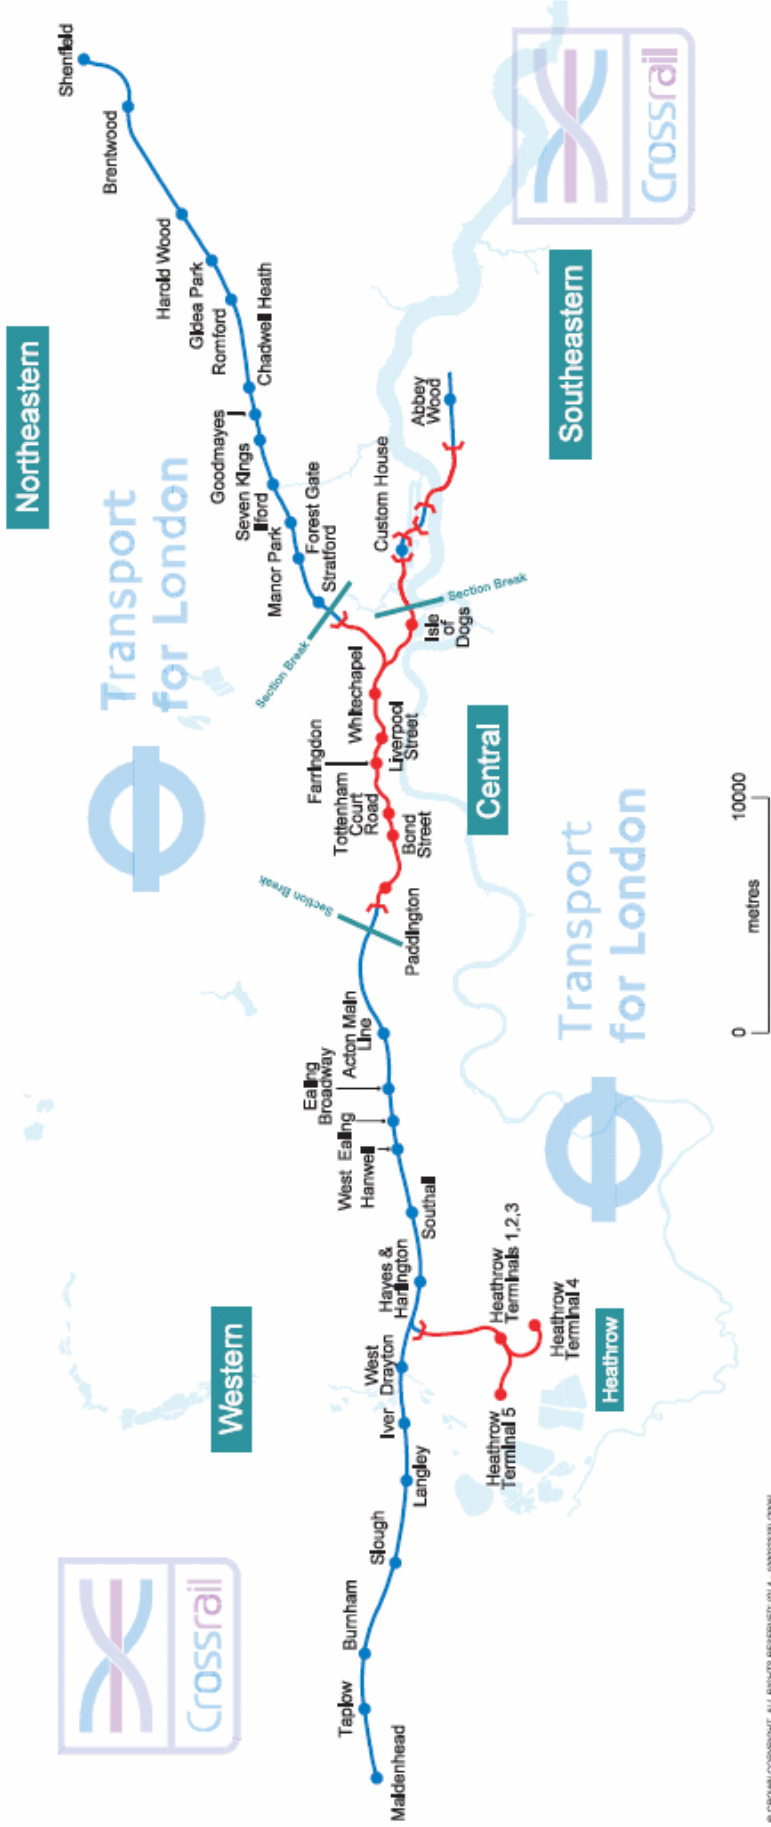 Maidenhead
Taplow
Burnham
Slough
Langley
Iver
West
Drayton
Hayes &
Harlington
Southall
Hanwell
West Ealing
Ealing
Broadway
Acton Main
Line
Paddington
Bond
Street
Tottenham
Court
Road
Farringdon
Liverpool
Street
Whitechapel
Isle
of
Dogs
Custom House
Abbey
Wood
Stratford
Forest Gate
Manor Park
Ilford
Seven Kings
Goodmayes
Chadwell Heath
Romford
Gidea Park
Harold Wood
Brentwood
Shenfield
Heathrow
Terminals 1,2,3
Heathrow
Terminal 4
Heathrow
Terminal 5
Western
Heathrow
Central
Northeastern
Southeastern
Section Break
Section Break
Section Break
Crossrail
Transport
for London
Transport
for London
Crossrail
0
10000
metres